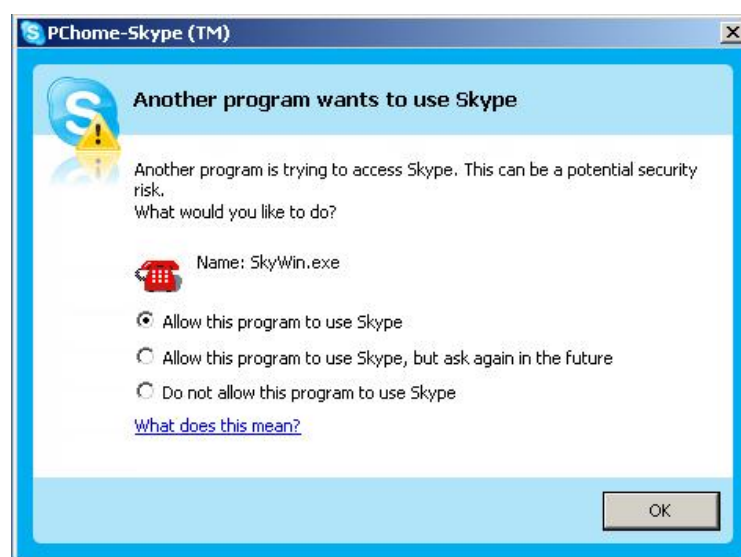 PChome-Skype (TM)
Another program wants to use Skype
Another program is trying to access Skype. This can be a potential security
risk.
What would you like to do?
Name: SkyWin.exe
Allow this program to use Skype
Allow this program to use Skype, but ask again in the future
Do not allow this program to use Skype
What does this mean?
OK